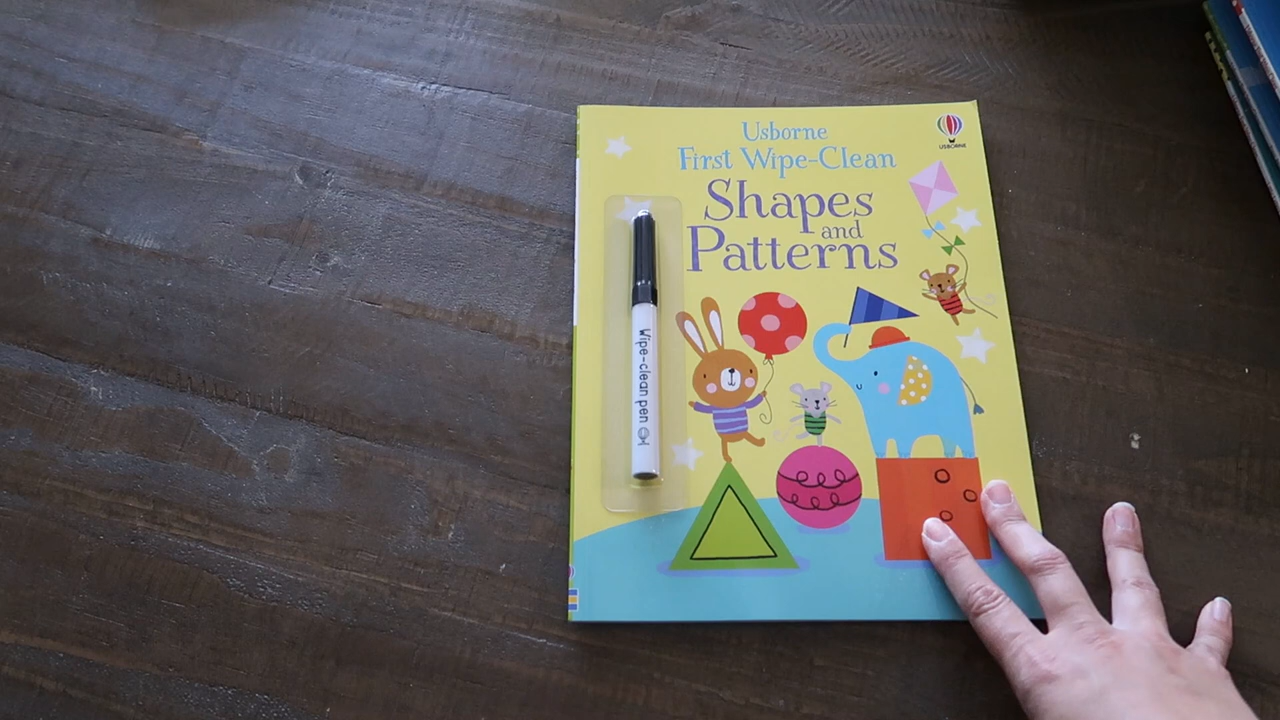 Usborne
First Wipe-Clean
Shapes
and
Patterns
USBORNE
Wipe-clean pen